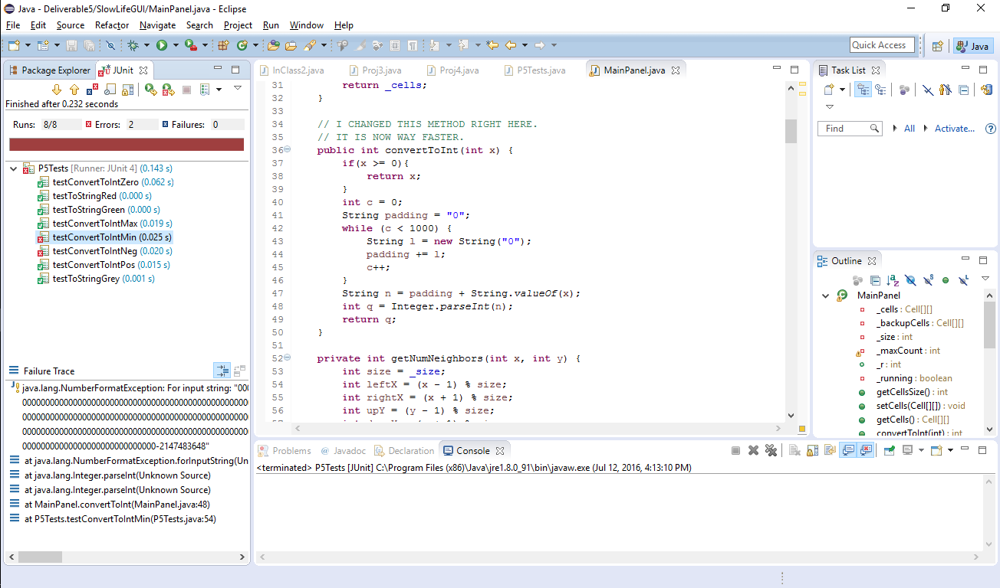 Java - Deliverable5/SlowLifeGUI/MainPanel.java - Eclipse
File Edit Source Refactor Navigate Search Project Run Window Help
Quick Access
Java
Package Explorer
JUnit
Finished after 0.232 seconds
Runs: 8/8 Errors: 2 Failures: 0
P5Tests [Runner: JUnit 4] (0.143 s)
testConvertToIntZero (0.062 s)
testToStringRed (0.000 s)
testToStringGreen (0.000 s)
testConvertToIntMax (0.019 s)
testConvertToIntMin (0.025 s)
testConvertToIntNeg (0.020 s)
testConvertToIntPos (0.015 s)
testToStringGrey (0.001 s)
Failure Trace
java.lang.NumberFormatException: For input string: "000
-2147483648"
at java.lang.NumberFormatException.forInputString(Un
at java.lang.Integer.parseInt(Unknown Source)
at java.lang.Integer.parseInt(Unknown Source)
at MainPanel.convertToInt(MainPanel.java:48)
at P5Tests.testConvertToIntMin(P5Tests.java:54)
InClass2.java Proj3.java Proj4.java P5Tests.java MainPanel.java
31 return _cells;
32 }
33
34 // I CHANGED THIS METHOD RIGHT HERE.
35 // IT IS NOW WAY FASTER.
36 public int convertToInt(int x) {
37 if(x >= 0){
38 return x;
39 }
40 int c = 0;
41 String padding = "0";
42 while (c < 1000) {
43 String l = new String("0");
44 padding += l;
45 c++;
46 }
47 String n = padding + String.valueOf(x);
48 int q = Integer.parseInt(n);
49 return q;
50 }
51
52 private int getNumNeighbors(int x, int y) {
53 int size = _size;
54 int leftX = (x - 1) % size;
55 int rightX = (x + 1) % size;
56 int upY = (y - 1) % size;
Problems Javadoc Declaration Console
<terminated> P5Tests [JUnit] C:\Program Files (x86)\Java\jre1.8.0_91\bin\javaw.exe (Jul 12, 2016, 4:13:10 PM)
Task List
Find All Activate...
Outline
MainPanel
_cells : Cell[][]
_backupCells : Cell[][]
_size : int
_maxCount : int
_r : int
_running : boolean
getCellsSize() : int
setCells(Cell[][]) : void
getCells() : Cell[][]
convertToInt(int) : int